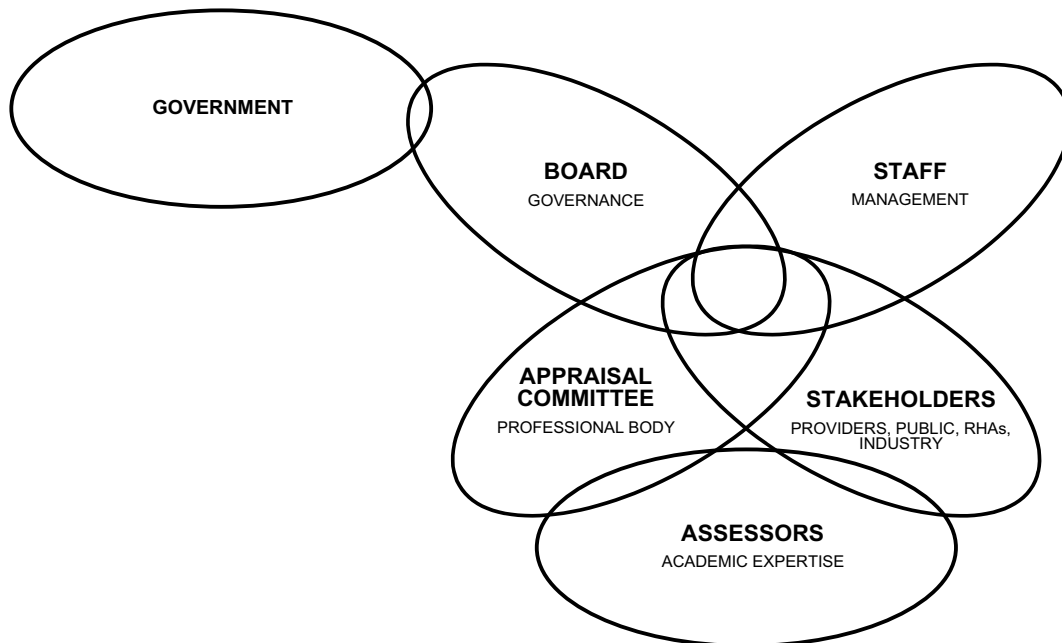 GOVERNMENT
BOARD
GOVERNANCE
STAFF
MANAGEMENT
APPRAISAL
COMMITTEE
PROFESSIONAL BODY
STAKEHOLDERS
PROVIDERS, PUBLIC, RHAs,
INDUSTRY
ASSESSORS
ACADEMIC EXPERTISE